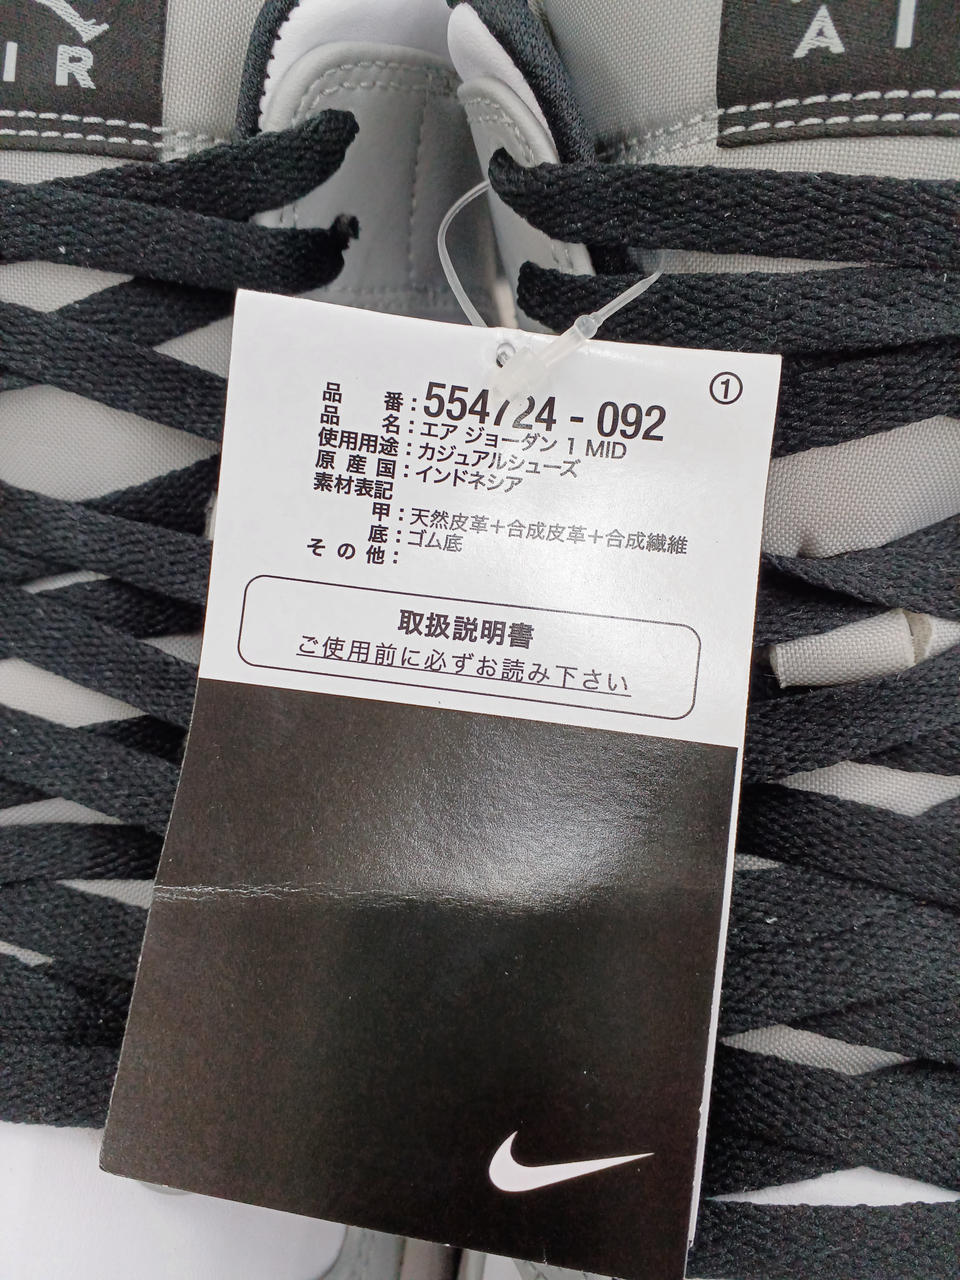 IR
AI
①
品番：554724 - 092
品名：エア ジョーダン 1 MID
使用用途：カジュアルシューズ
原産国：インドネシア
素材表記
甲：天然皮革＋合成皮革＋合成繊維
底：ゴム底
その他：
取扱説明書
ご使用前に必ずお読み下さい